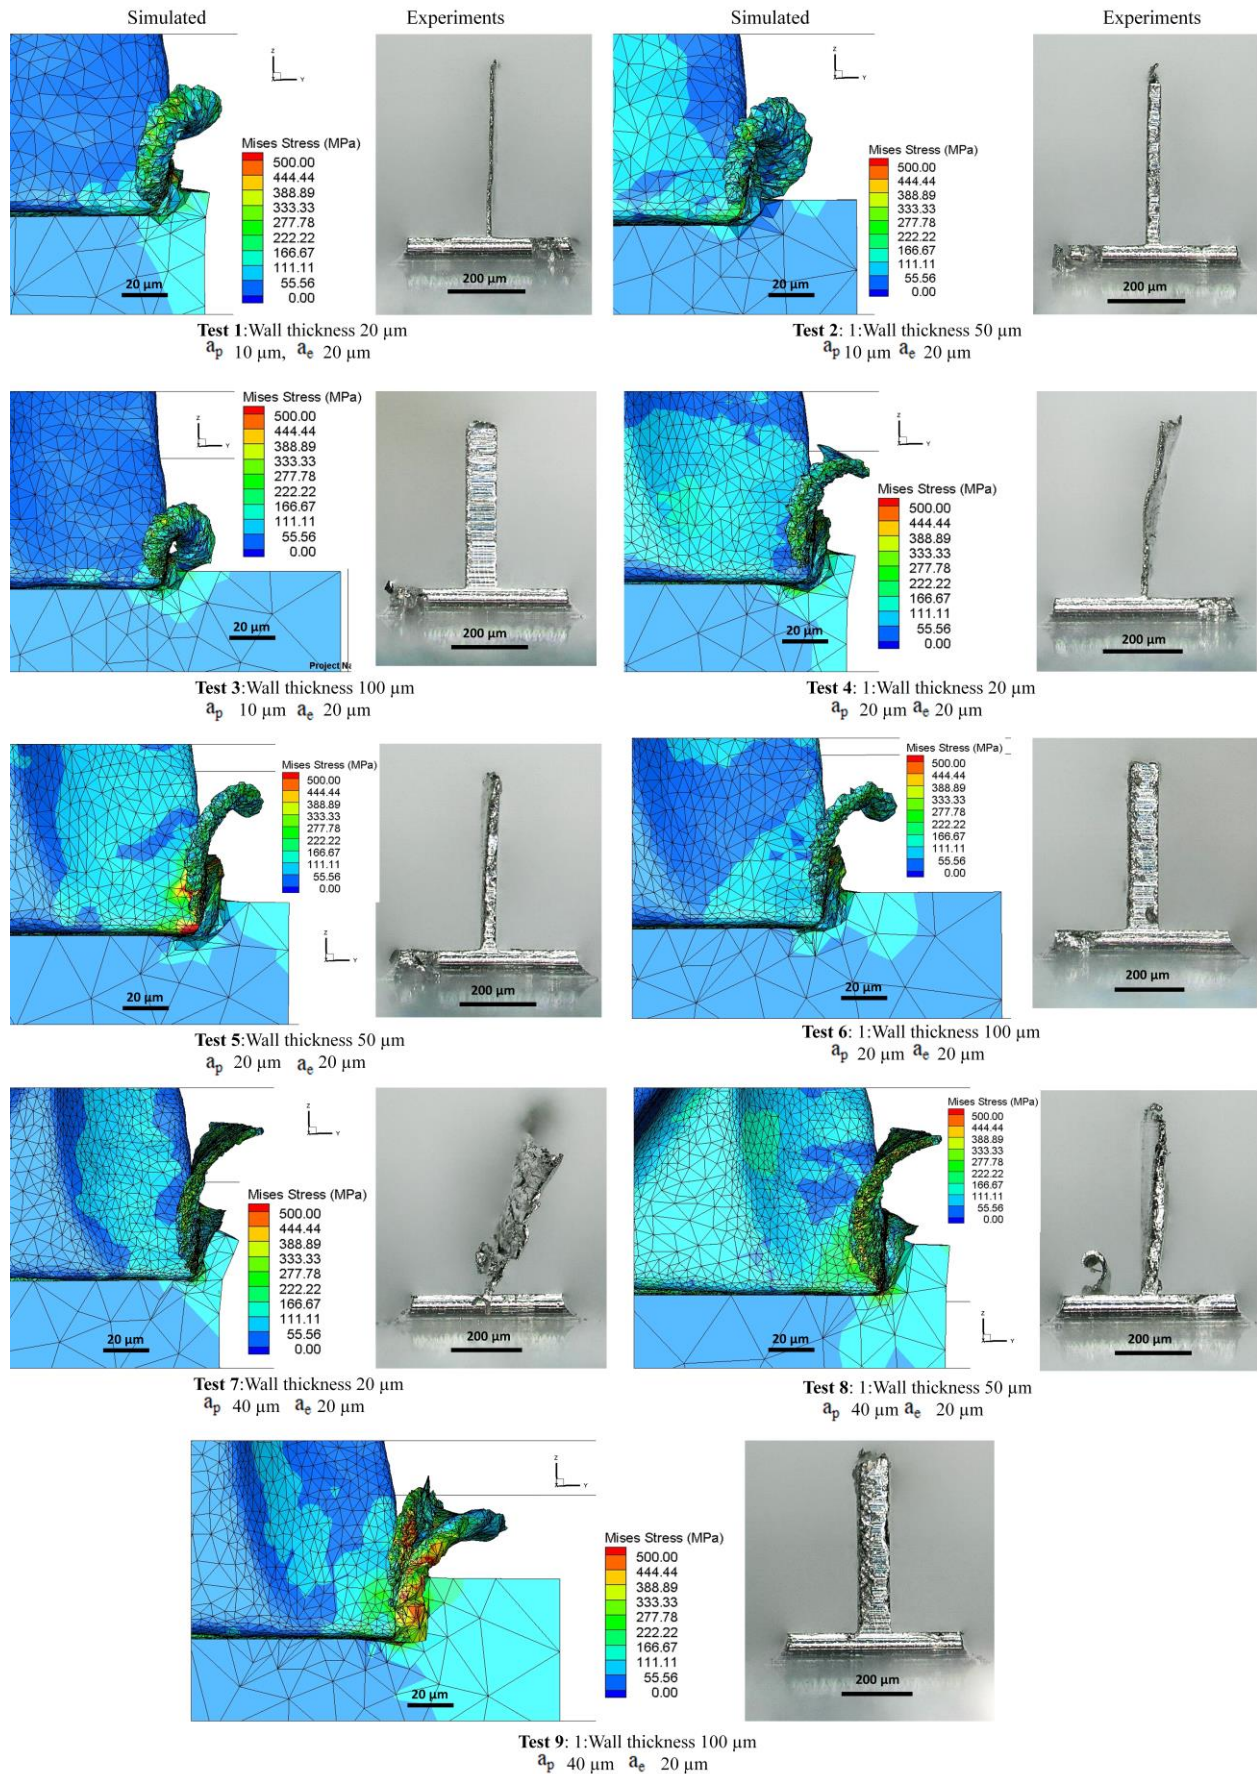 Simulated Experiments Simulated Experiments
Z
Y
Mises Stress (MPa)
500.00
444.44
388.89
333.33
277.78
222.22
166.67
111.11
55.56
0.00
20 µm
200 µm
Z
Y
Mises Stress (MPa)
500.00
444.44
388.89
333.33
277.78
222.22
166.67
111.11
55.56
0.00
20 µm
200 µm
Test 1:Wall thickness 20 µm
ap 10 µm, ae 20 µm
Test 2: 1:Wall thickness 50 µm
ap 10 µm ae 20 µm
Z
Y
Mises Stress (MPa)
500.00
444.44
388.89
333.33
277.78
222.22
166.67
111.11
55.56
0.00
20 µm
Project Na
200 µm
Z
Y
Mises Stress (MPa)
500.00
444.44
388.89
333.33
277.78
222.22
166.67
111.11
55.56
0.00
20 µm
200 µm
Test 3:Wall thickness 100 µm
ap 10 µm ae 20 µm
Test 4: 1:Wall thickness 20 µm
ap 20 µm ae 20 µm
Mises Stress (MPa)
500.00
444.44
388.89
333.33
277.78
222.22
166.67
111.11
55.56
0.00
Z
Y
20 µm
200 µm
Mises Stress (MPa)
500.00
444.44
388.89
333.33
277.78
222.22
166.67
111.11
55.56
0.00
Z
Y
20 µm
200 µm
Test 5:Wall thickness 50 µm
ap 20 µm ae 20 µm
Test 6: 1:Wall thickness 100 µm
ap 20 µm ae 20 µm
Z
Y
Mises Stress (MPa)
500.00
444.44
388.89
333.33
277.78
222.22
166.67
111.11
55.56
0.00
20 µm
200 µm
Mises Stress (MPa)
500.00
444.44
388.89
333.33
277.78
222.22
166.67
111.11
55.56
0.00
Z
Y
20 µm
200 µm
Test 7:Wall thickness 20 µm
ap 40 µm ae 20 µm
Test 8: 1:Wall thickness 50 µm
ap 40 µm ae 20 µm
Z
Y
Mises Stress (MPa)
500.00
444.44
388.89
333.33
277.78
222.22
166.67
111.11
55.56
0.00
20 µm
200 µm
Test 9: 1:Wall thickness 100 µm
ap 40 µm ae 20 µm